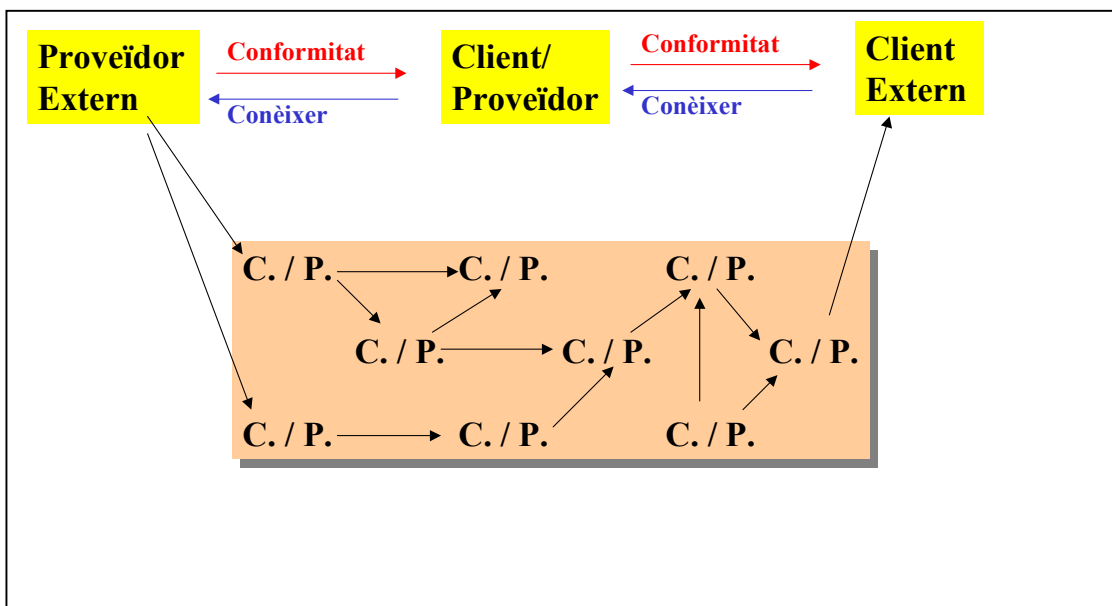 Proveïdor
Extern
Conformitat
Conèixer
Client/
Proveïdor
Conformitat
Conèixer
Client
Extern
C. / P.
C. / P.
C. / P.
C. / P.
C. / P.
C. / P.
C. / P.
C. / P.
C. / P.